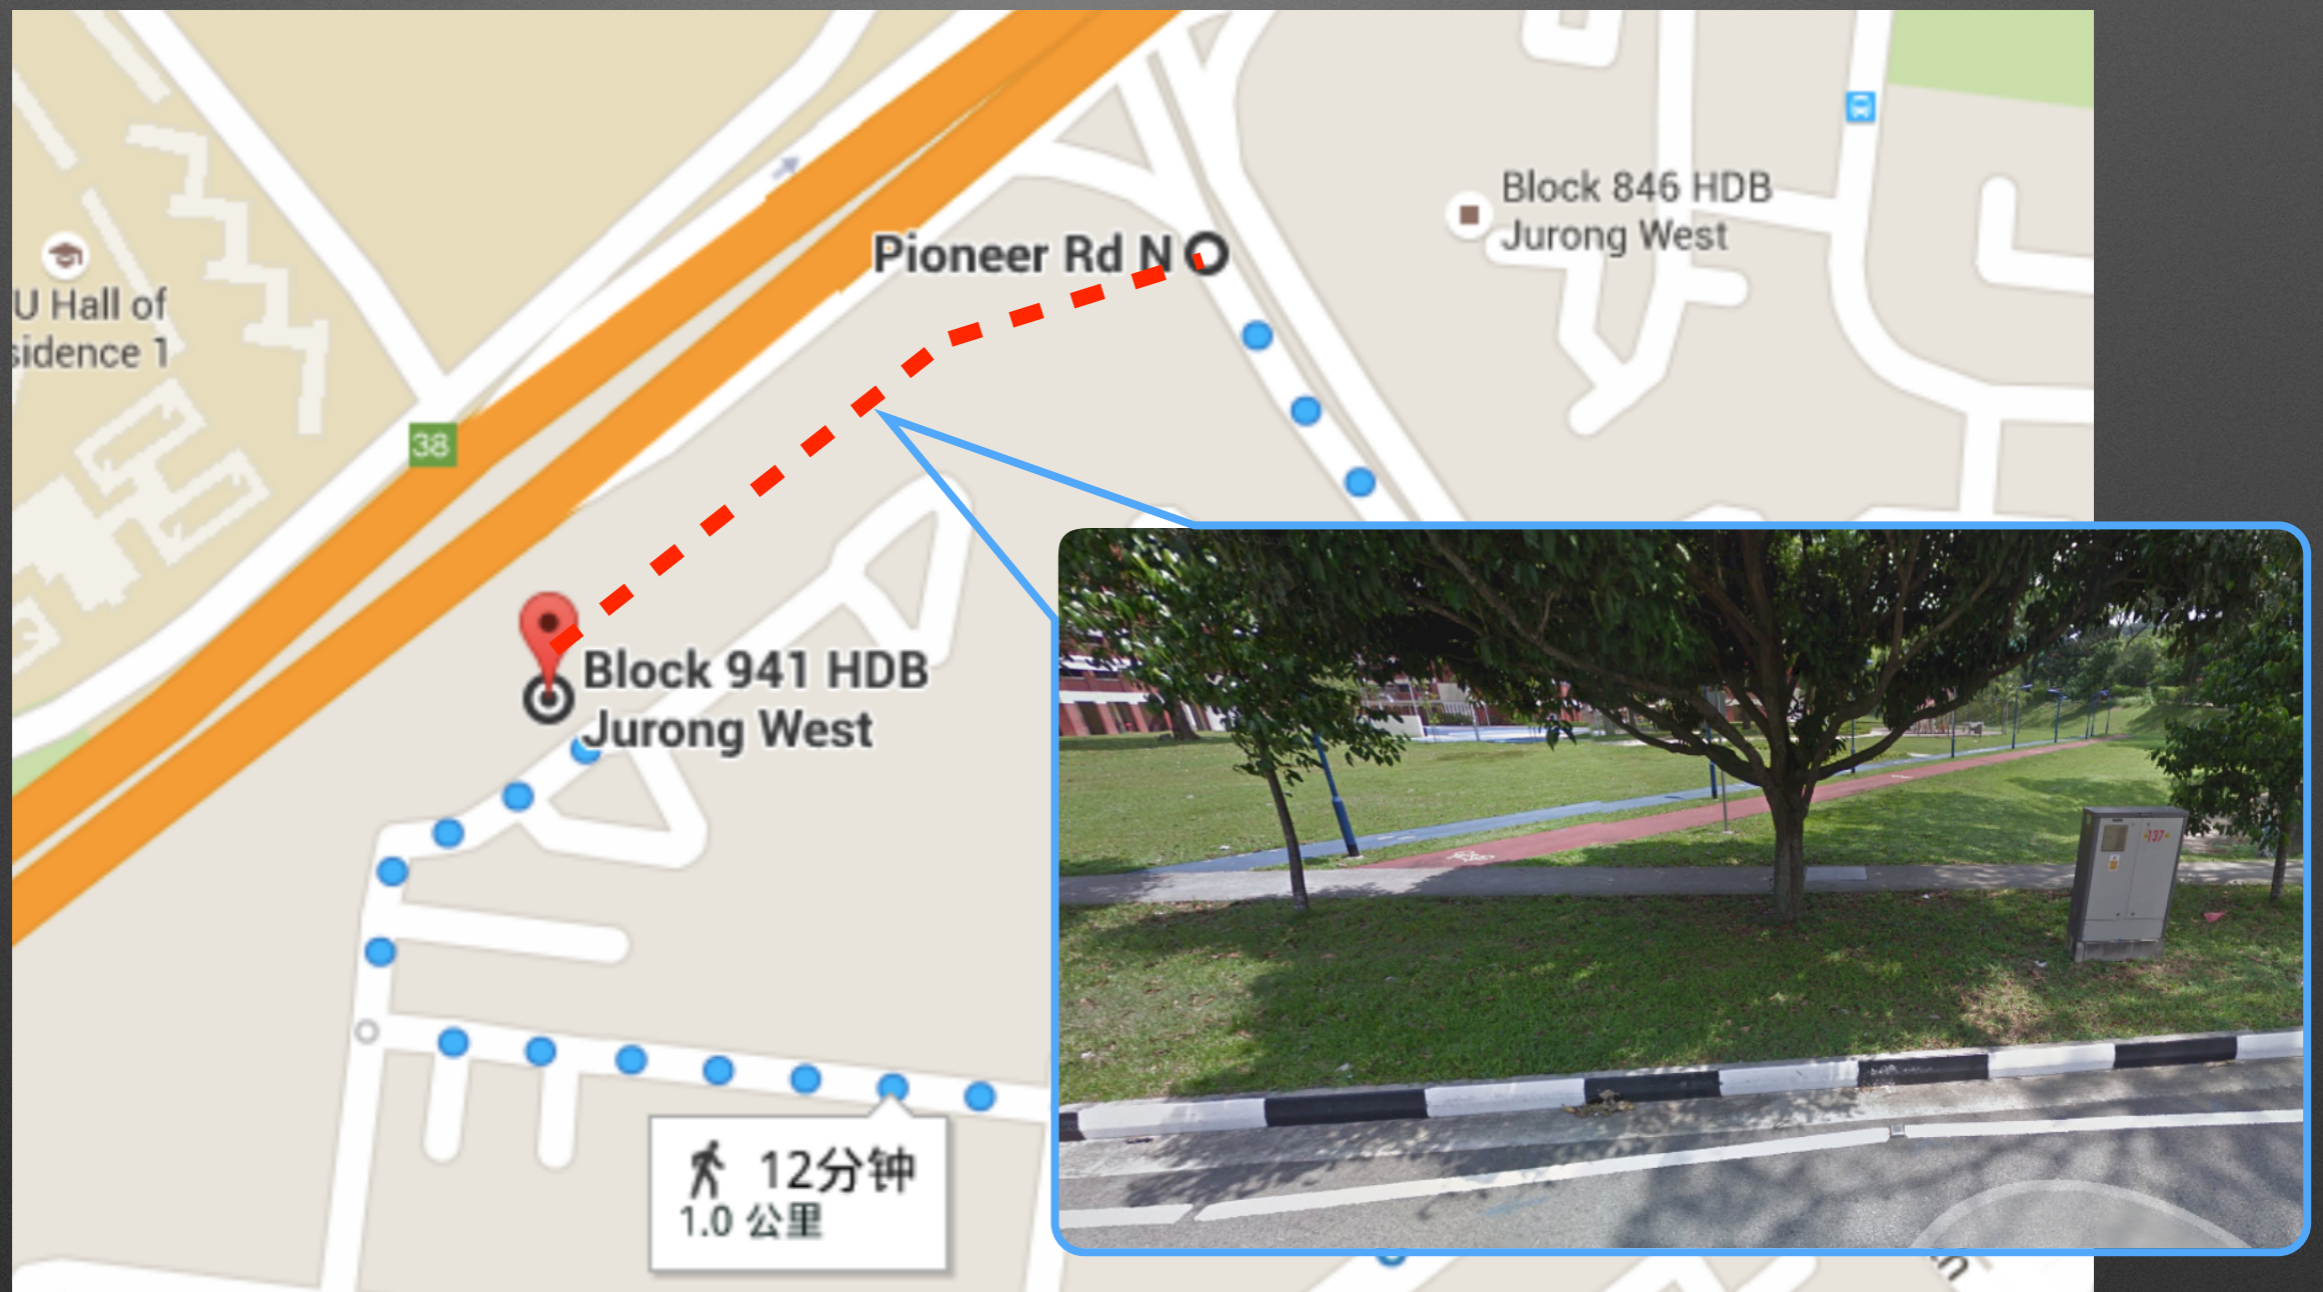 Block 846 HDB
Jurong West
Pioneer Rd N
U Hall of
sidence 1
38
Block 941 HDB
Jurong West
137
12分钟
1.0 公里